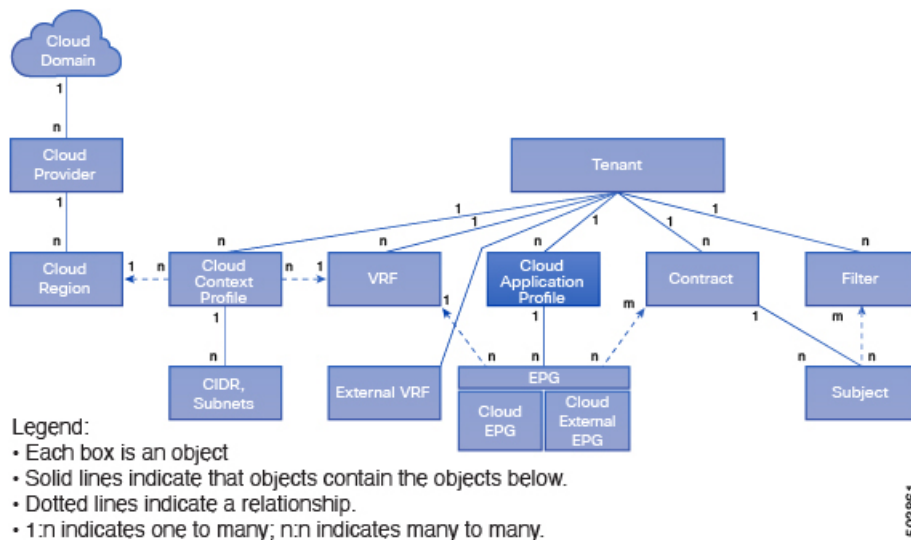 Cloud
Domain
1
n
Cloud
Provider
Tenant
1
1
1
1
1
1
n
n
n
n
n
n
Cloud
Region
1
n
Cloud
Context
Profile
n
1
VRF
Cloud
Application
Profile
Contract
Filter
1
1
1
m
1
m
n
n
n
n
n
n
CIDR,
Subnets
External VRF
EPG
Cloud
EPG
Cloud
External
EPG
Subject
Legend:
• Each box is an object
• Solid lines indicate that objects contain the objects below.
• Dotted lines indicate a relationship.
• 1:n indicates one to many; n:n indicates many to many.